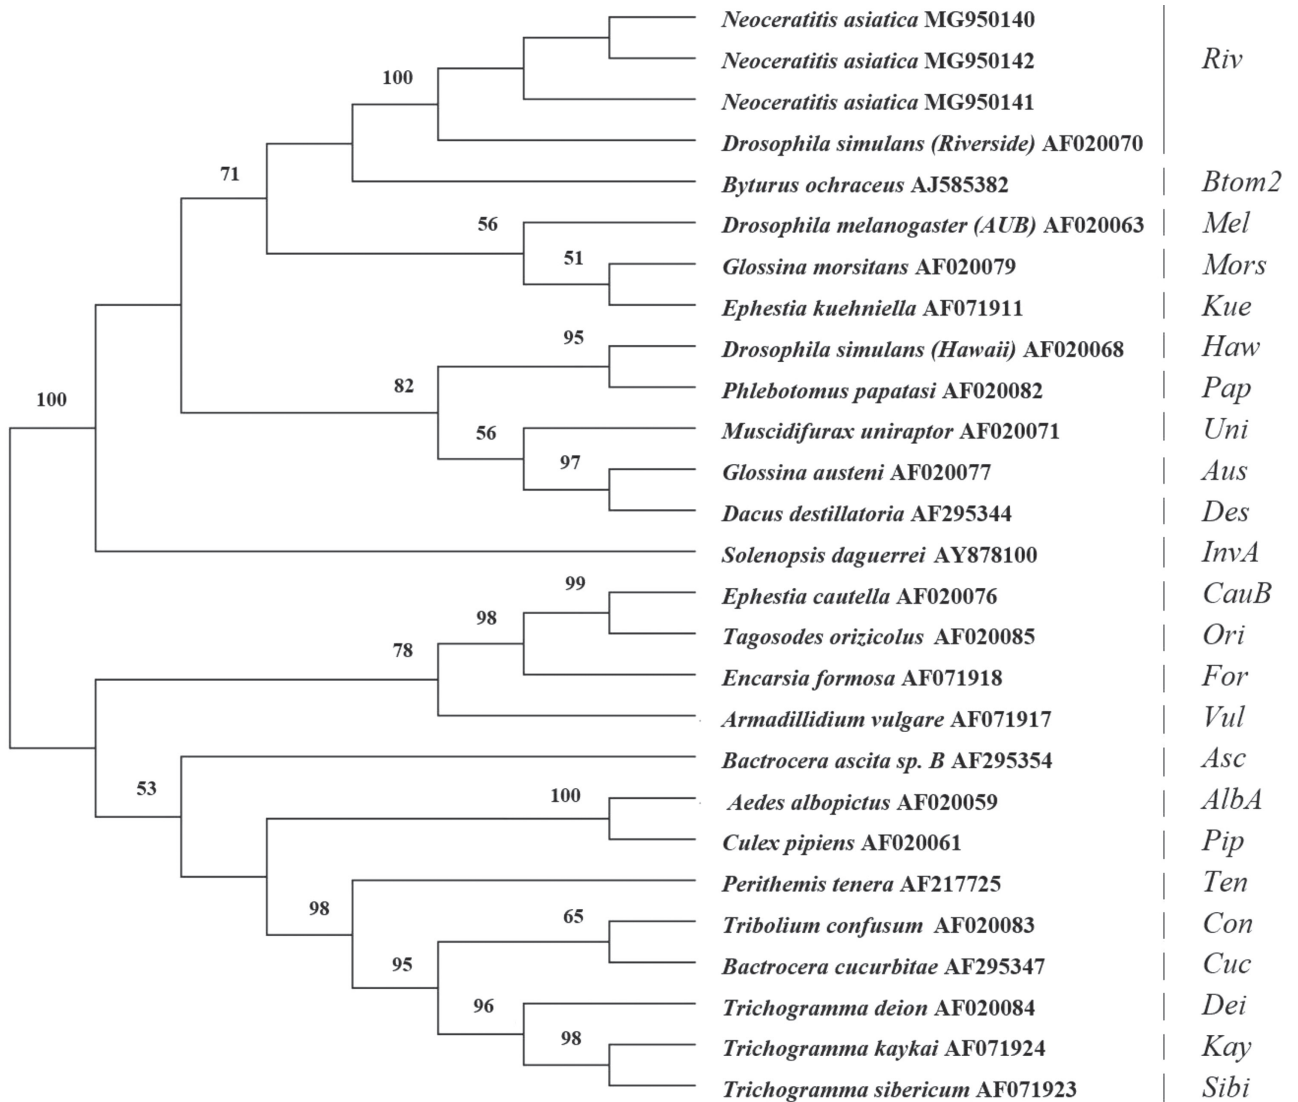 Neoceratitis asiatica MG950140
Neoceratitis asiatica MG950142
Riv
100
Neoceratitis asiatica MG950141
Drosophila simulans (Riverside) AF020070
71
Byturus ochraceus AJ585382
Btom2
56
Drosophila melanogaster (AUB) AF020063
Mel
51
Glossina morsitans AF020079
Mors
Ephestia kuehniella AF071911
Kue
95
Drosophila simulans (Hawaii) AF020068
Haw
82
Phlebotomus papatasi AF020082
Pap
100
56
Muscidifurax uniraptor AF020071
Uni
97
Glossina austeni AF020077
Aus
Dacus destillatoria AF295344
Des
Solenopsis daguerrei AY878100
InvA
99
Ephestia cautella AF020076
CauB
98
Tagosodes orizicolus AF020085
Ori
78
Encarsia formosa AF071918
For
Armadillidium vulgare AF071917
Vul
Bactrocera ascita sp. B AF295354
Asc
53
100
Aedes albopictus AF020059
AlbA
Culex pipiens AF020061
Pip
Perithemis tenera AF217725
Ten
98
65
Tribolium confusum AF020083
Con
95
Bactrocera cucurbitae AF295347
Cuc
96
Trichogramma deion AF020084
Dei
98
Trichogramma kaykai AF071924
Kay
Trichogramma sibericum AF071923
Sibi